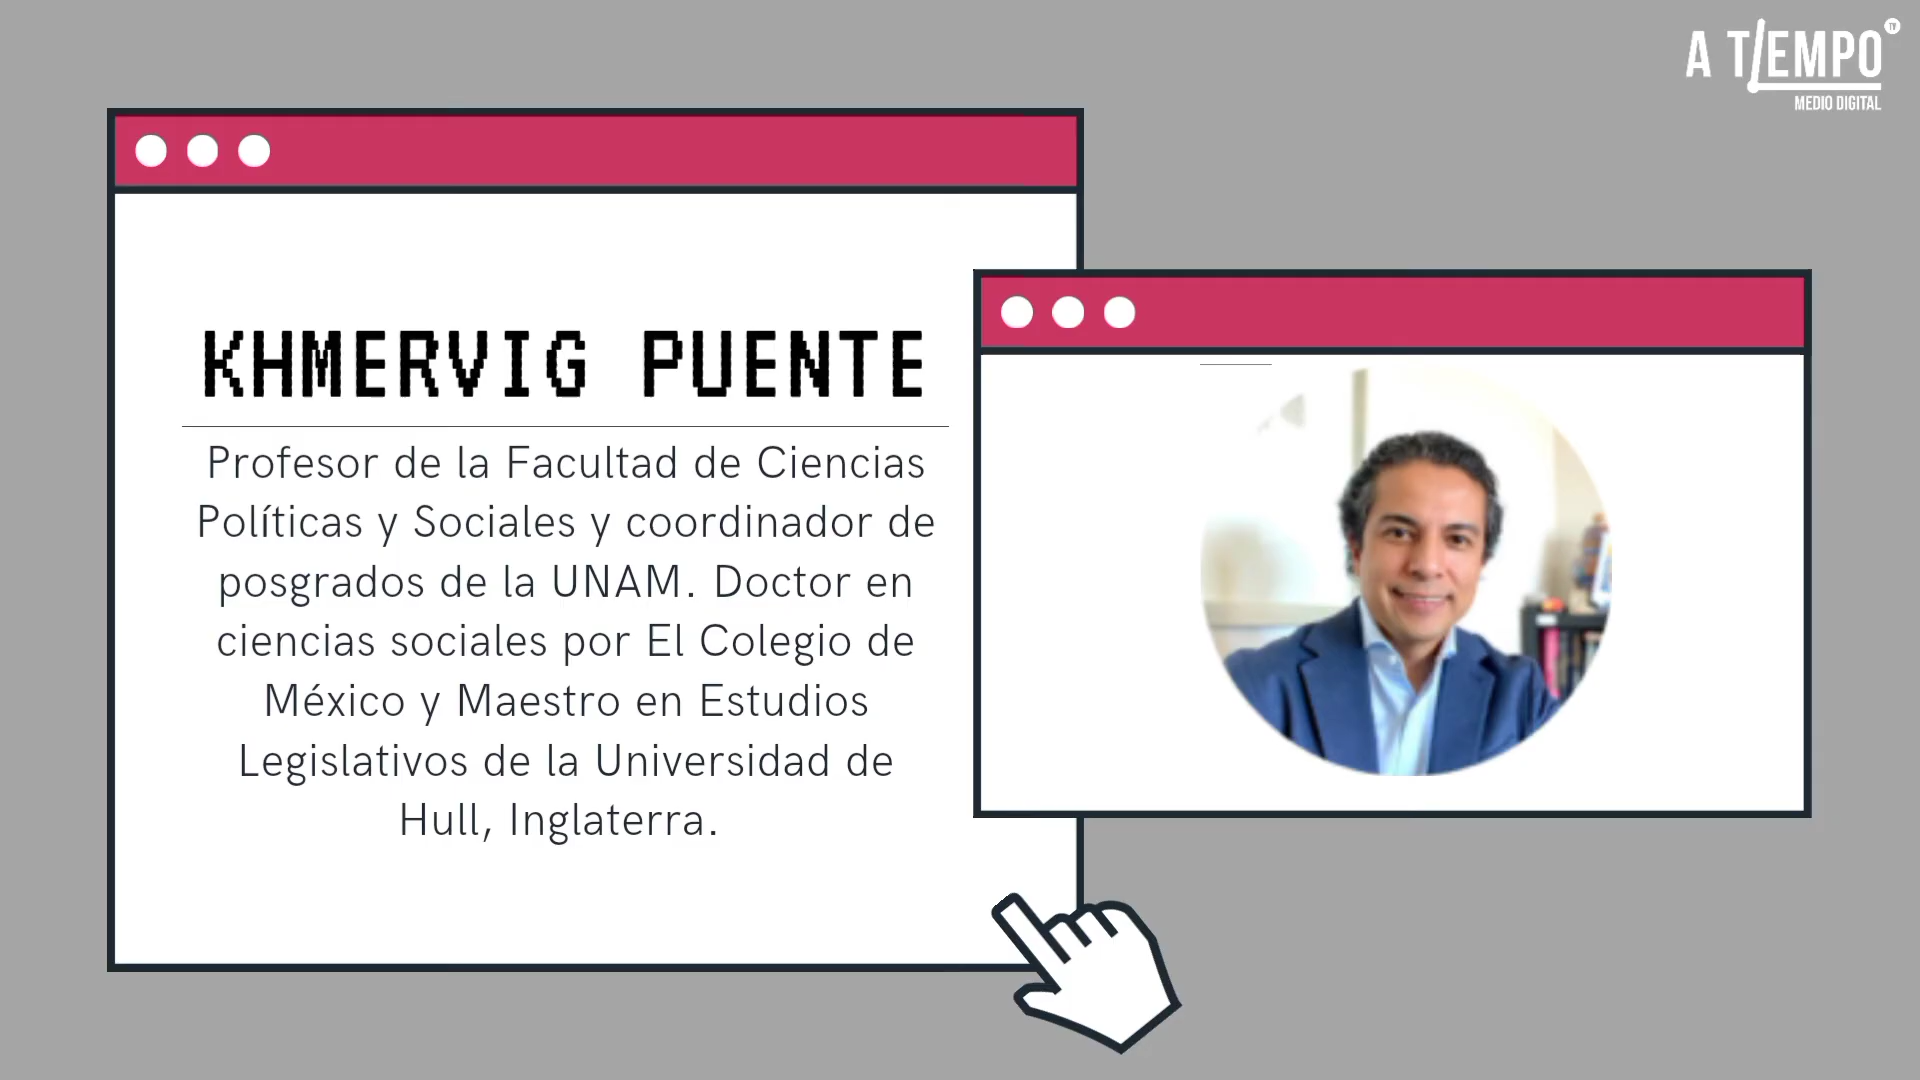 A TIEMPO TV
MEDIO DIGITAL
KHMERVIG PUENTE
Profesor de la Facultad de Ciencias
Políticas y Sociales y coordinador de
posgrados de la UNAM. Doctor en
ciencias sociales por El Colegio de
México y Maestro en Estudios
Legislativos de la Universidad de
Hull, Inglaterra.